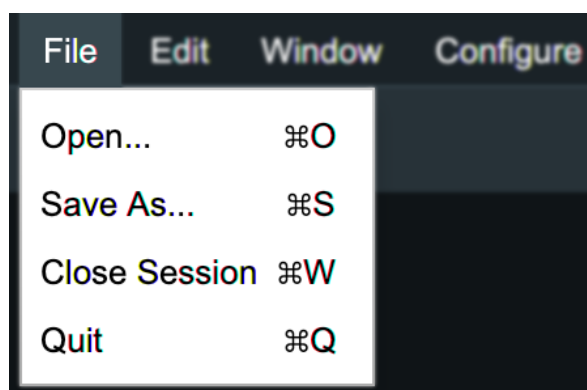 File Edit Window Configure
Open... ⌘O
Save As... ⌘S
Close Session ⌘W
Quit ⌘Q